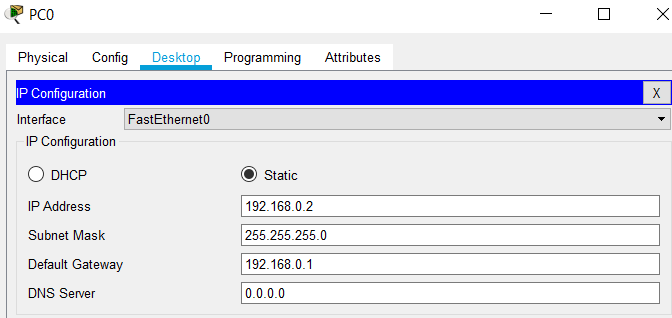 PC0
Physical Config Desktop Programming Attributes
IP Configuration X
Interface FastEthernet0
IP Configuration
DHCP Static
IP Address 192.168.0.2
Subnet Mask 255.255.255.0
Default Gateway 192.168.0.1
DNS Server 0.0.0.0